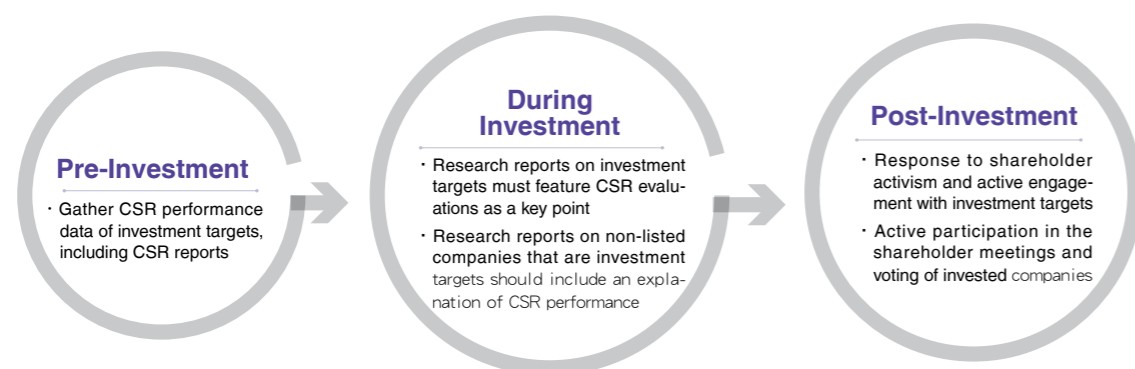 Pre-Investment
· Gather CSR performance
data of investment targets,
including CSR reports
During
Investment
· Research reports on investment
targets must feature CSR evalu-
ations as a key point
· Research reports on non-listed
companies that are investment
targets should include an expla-
nation of CSR performance
Post-Investment
· Response to shareholder
activism and active engage-
ment with investment targets
· Active participation in the
shareholder meetings and
voting of invested companies